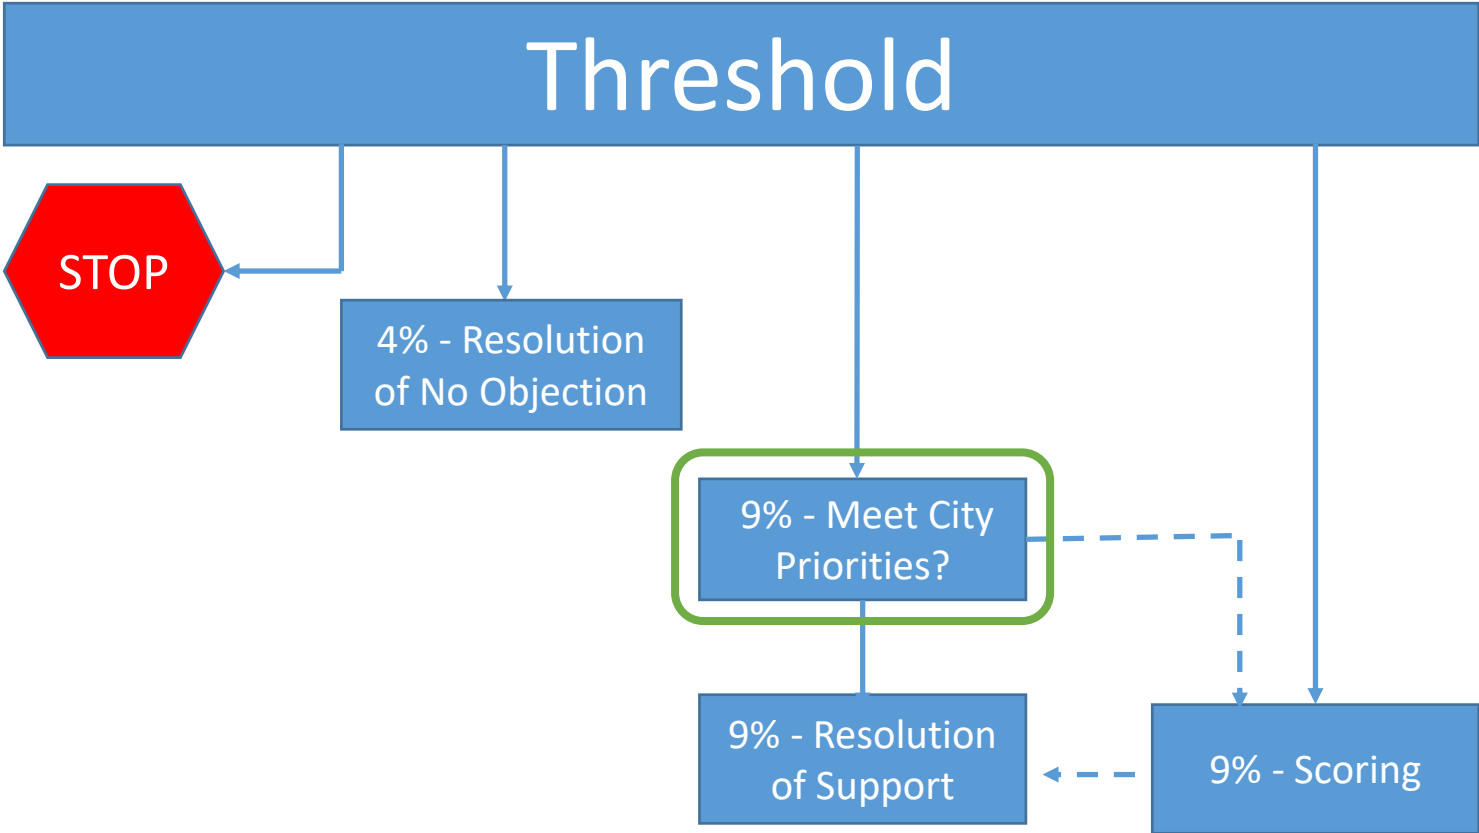 Threshold
STOP
4% - Resolution
of No Objection
9% - Meet City
Priorities?
9% - Resolution
of Support
9% - Scoring